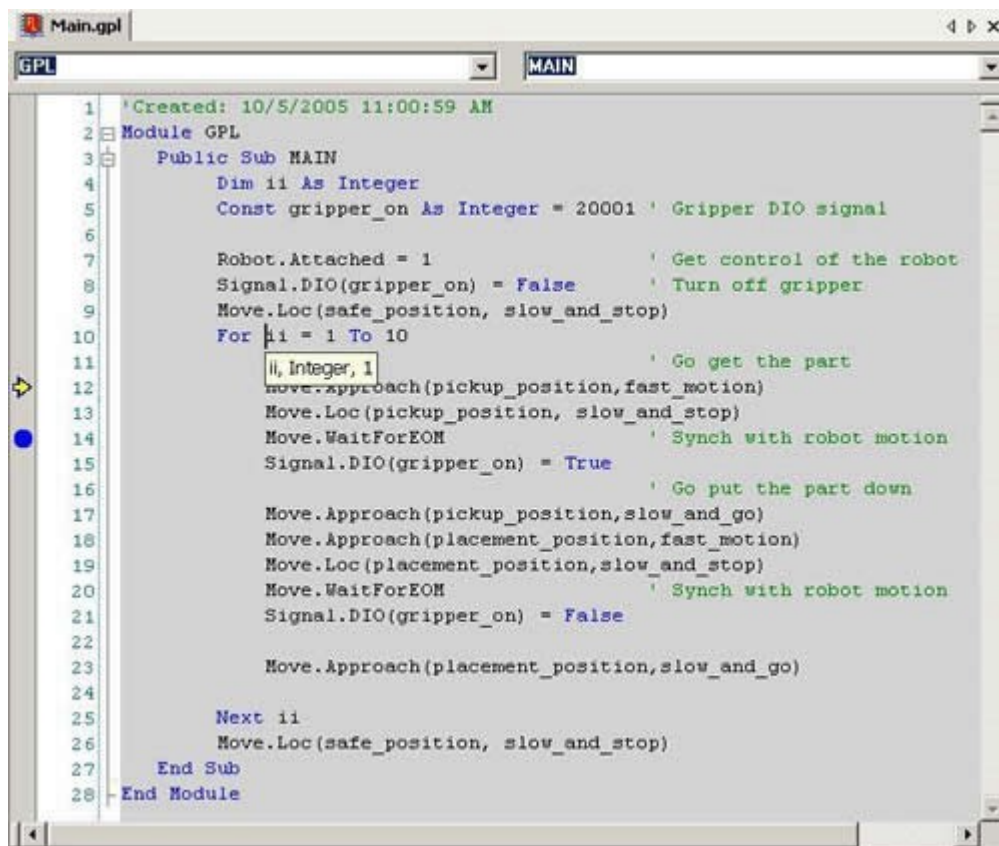 Main.gpl
GPL MAIN
1 'Created: 10/5/2005 11:00:59 AM
2 Module GPL
3 Public Sub MAIN
4 Dim ii As Integer
5 Const gripper_on As Integer = 20001 ' Gripper DIO signal
6
7 Robot.Attached = 1 ' Get control of the robot
8 Signal.DIO(gripper_on) = False ' Turn off gripper
9 Move.Loc(safe_position, slow_and_stop)
10 For ii = 1 To 10
11 ' Go get the part
ii, Integer, 1
12 Move.Approach(pickup_position,fast_motion)
13 Move.Loc(pickup_position, slow_and_stop)
14 Move.WaitForEOM ' Synch with robot motion
15 Signal.DIO(gripper_on) = True
16 ' Go put the part down
17 Move.Approach(pickup_position,slow_and_go)
18 Move.Approach(placement_position,fast_motion)
19 Move.Loc(placement_position,slow_and_stop)
20 Move.WaitForEOM ' Synch with robot motion
21 Signal.DIO(gripper_on) = False
22
23 Move.Approach(placement_position,slow_and_go)
24
25 Next ii
26 Move.Loc(safe_position, slow_and_stop)
27 End Sub
28 End Module